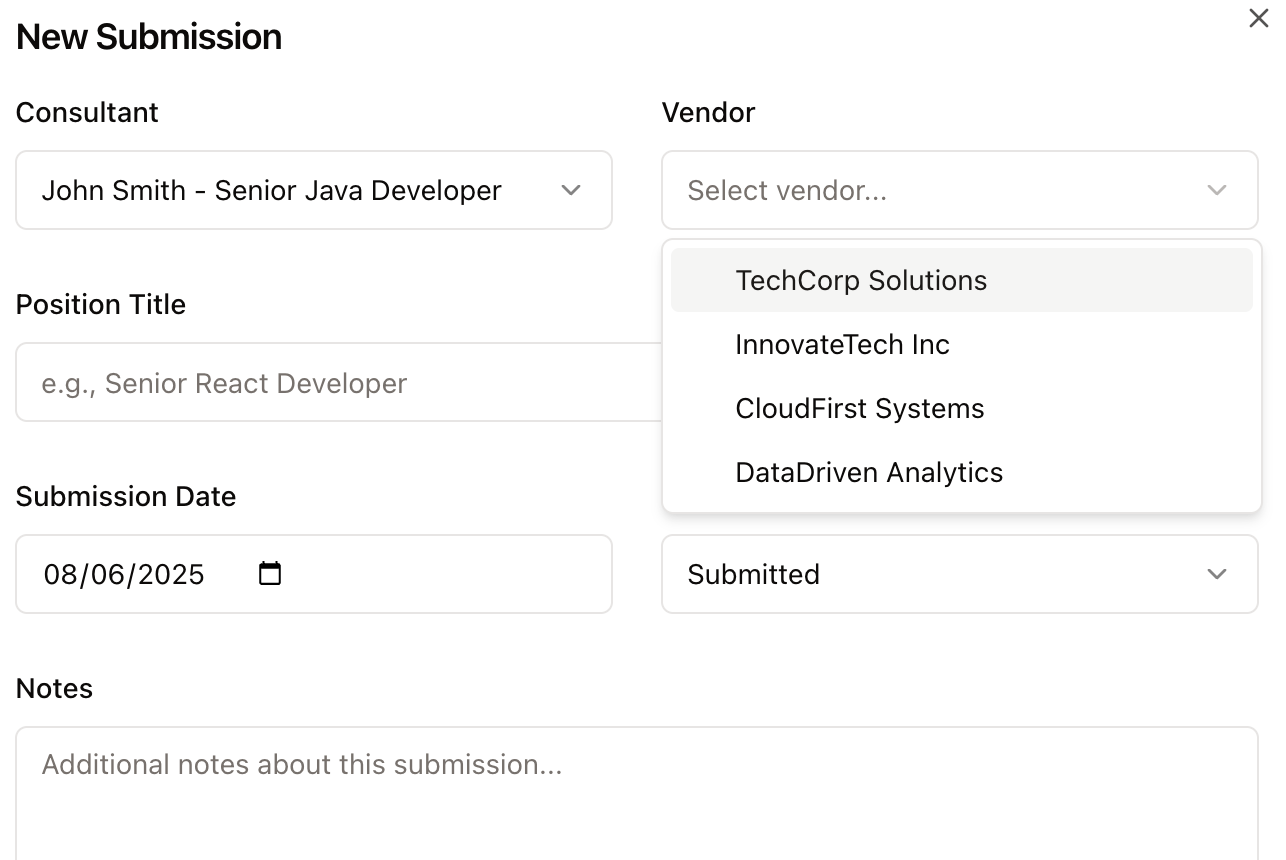 New Submission
Consultant
Vendor
John Smith - Senior Java Developer
Select vendor...
TechCorp Solutions
InnovateTech Inc
CloudFirst Systems
DataDriven Analytics
Position Title
e.g., Senior React Developer
Submission Date
08/06/2025
Submitted
Notes
Additional notes about this submission...